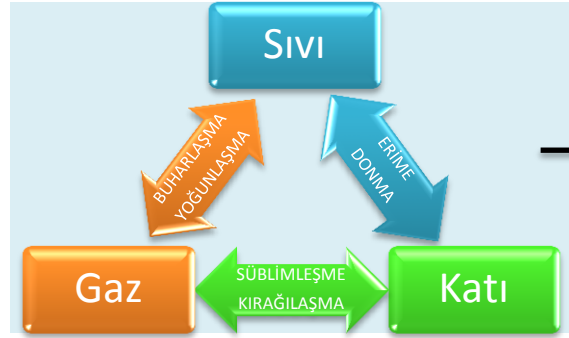 Sıvı
BUHARLAŞMA
YOĞUNLAŞMA
ERİME
DONMA
Gaz
SÜBLİMLEŞME
KIRAĞILAŞMA
Katı